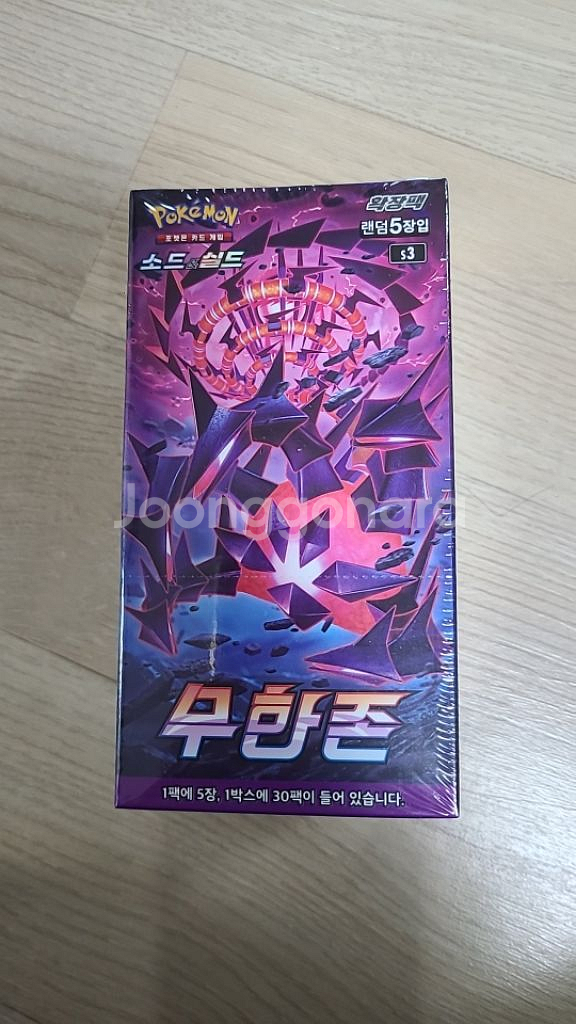 POKéMON
포켓몬 카드 게임
소드&실드
확장팩
랜덤5장입
s3
Joonggonara
무한존
1팩에 5장, 1박스에 30팩이 들어 있습니다.